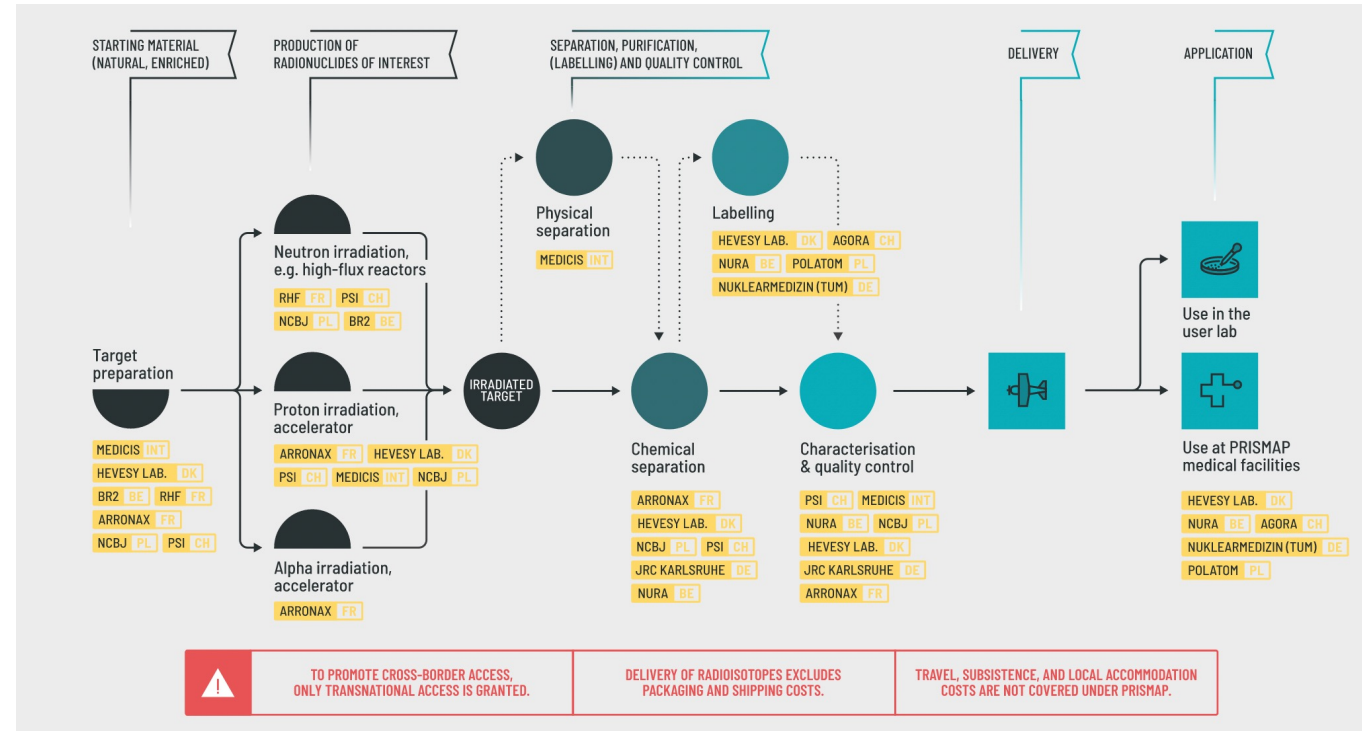 STARTING MATERIAL
(NATURAL, ENRICHED)
PRODUCTION OF
RADIONUCLIDES OF INTEREST
SEPARATION, PURIFICATION,
(LABELLING) AND QUALITY CONTROL
DELIVERY
APPLICATION
Target
preparation
MEDICIS INT
HEVESY LAB. DK
BR2 BE RHF FR
ARRONAX FR
NCBJ PL PSI CH
Neutron irradiation,
e.g. high-flux reactors
RHF FR PSI CH
NCBJ PL BR2 BE
Proton irradiation,
accelerator
ARRONAX FR HEVESY LAB. DK
PSI CH MEDICIS INT NCBJ PL
Alpha irradiation,
accelerator
ARRONAX FR
IRRADIATED
TARGET
Physical
separation
MEDICIS INT
Chemical
separation
ARRONAX FR
HEVESY LAB. DK
NCBJ PL PSI CH
JRC KARLSRUHE DE
NURA BE
Labelling
HEVESY LAB. DK AGORA CH
NURA BE POLATOM PL
NUKLEARMEDIZIN (TUM) DE
Characterisation
& quality control
PSI CH MEDICIS INT
NURA BE NCBJ PL
HEVESY LAB. DK
JRC KARLSRUHE DE
ARRONAX FR
Use in the
user lab
Use at PRISMAP
medical facilities
HEVESY LAB. DK
NURA BE AGORA CH
NUKLEARMEDIZIN (TUM) DE
POLATOM PL
TO PROMOTE CROSS-BORDER ACCESS,
ONLY TRANSNATIONAL ACCESS IS GRANTED.
DELIVERY OF RADIOISOTOPES EXCLUDES
PACKAGING AND SHIPPING COSTS.
TRAVEL, SUBSISTENCE, AND LOCAL ACCOMMODATION
COSTS ARE NOT COVERED UNDER PRISMAP.